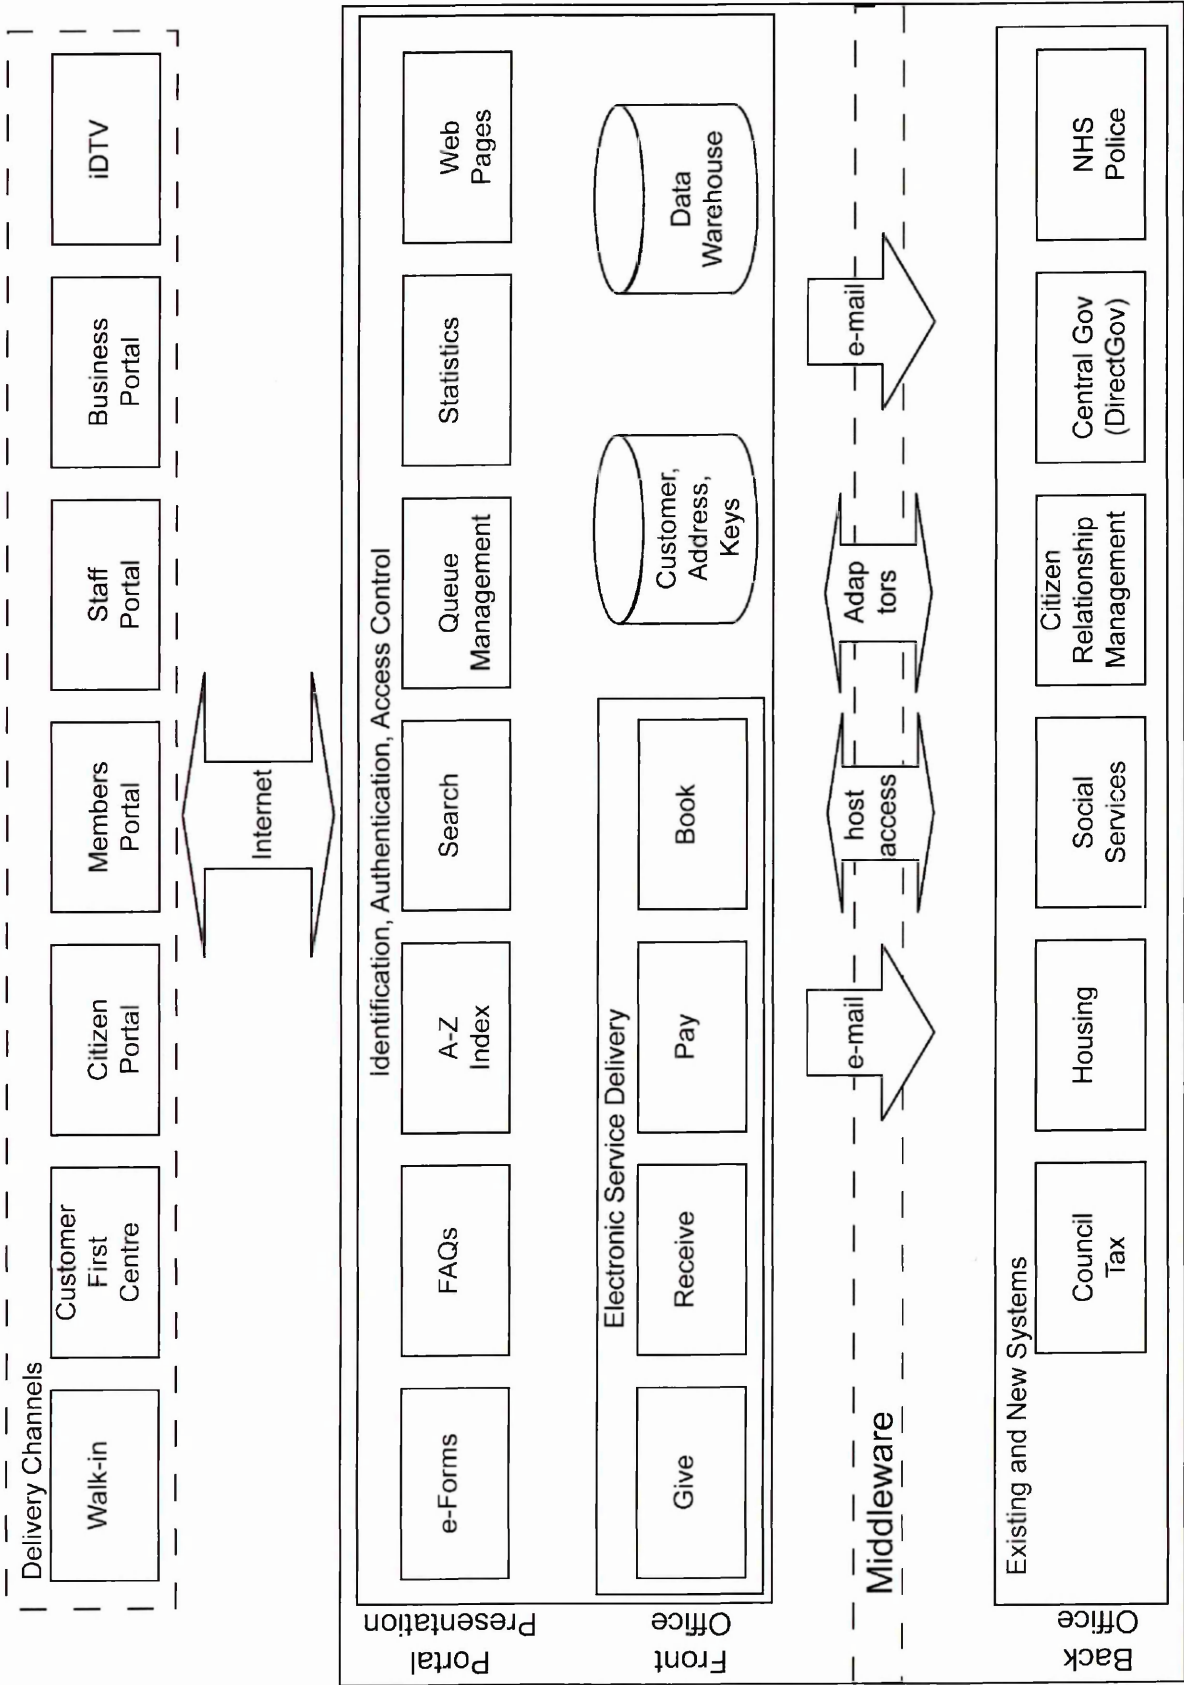 Delivery Channels
Walk-in
Customer
First
Centre
Citizen
Portal
Members
Portal
Staff
Portal
Business
Portal
iDTV
Internet
Portal
Presentation
Identification, Authentication, Access Control
e-Forms
FAQs
A-Z
Index
Search
Queue
Management
Statistics
Web
Pages
Front
Office
Electronic Service Delivery
Give
Receive
Pay
Book
Customer,
Address,
Keys
Data
Warehouse
Middleware
e-mail
host
access
Adap
tors
e-mail
Back
Office
Existing and New Systems
Council
Tax
Housing
Social
Services
Citizen
Relationship
Management
Central Gov
(DirectGov)
NHS
Police